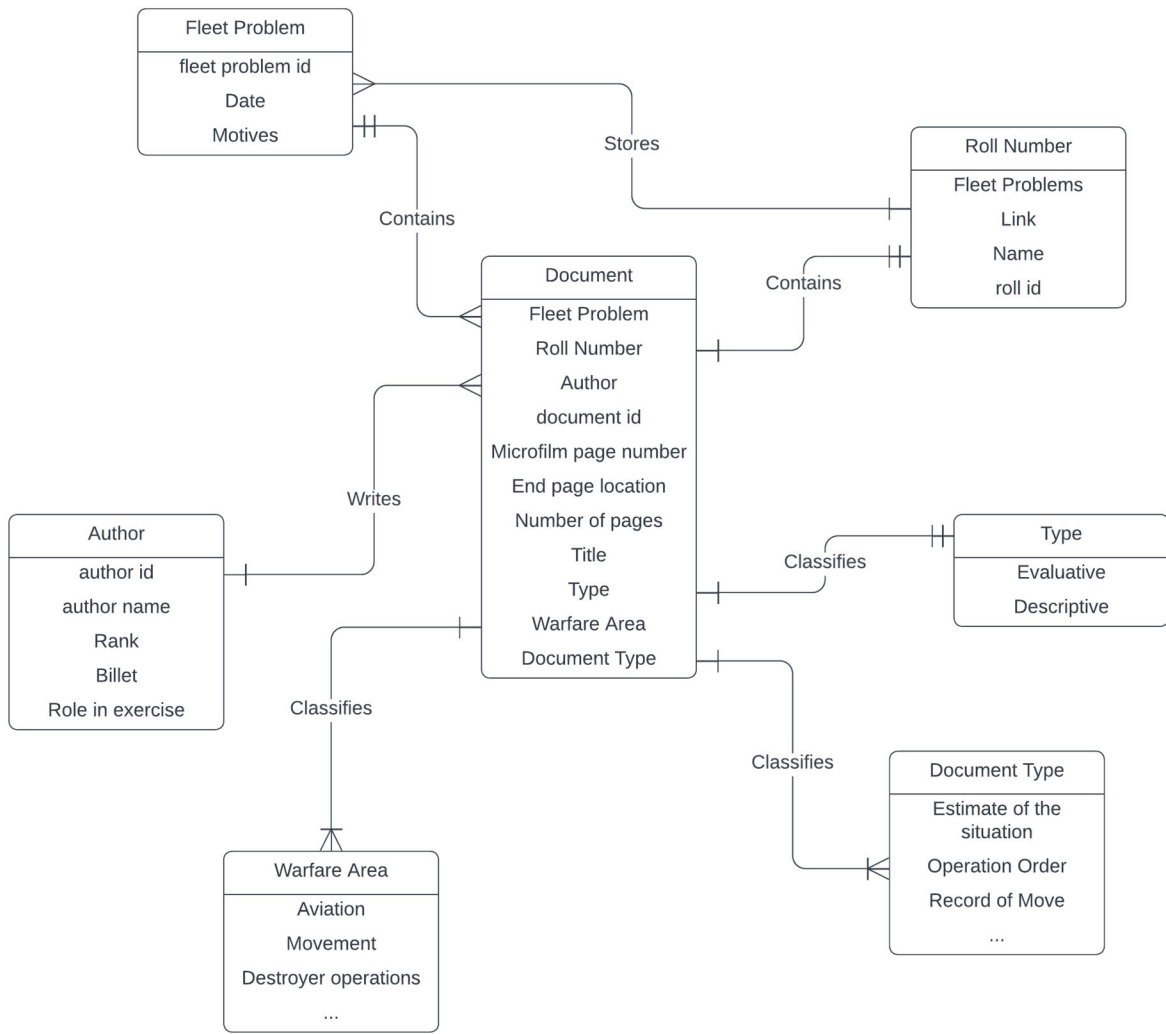 Fleet Problem
fleet problem id
Date
Motives
Stores
Roll Number
Fleet Problems
Link
Name
roll id
Contains
Contains
Document
Fleet Problem
Roll Number
Author
document id
Microfilm page number
End page location
Number of pages
Title
Type
Warfare Area
Document Type
Writes
Author
author id
author name
Rank
Billet
Role in exercise
Classifies
Type
Evaluative
Descriptive
Classifies
Classifies
Document Type
Estimate of the
situation
Operation Order
Record of Move
...
Warfare Area
Aviation
Movement
Destroyer operations
...